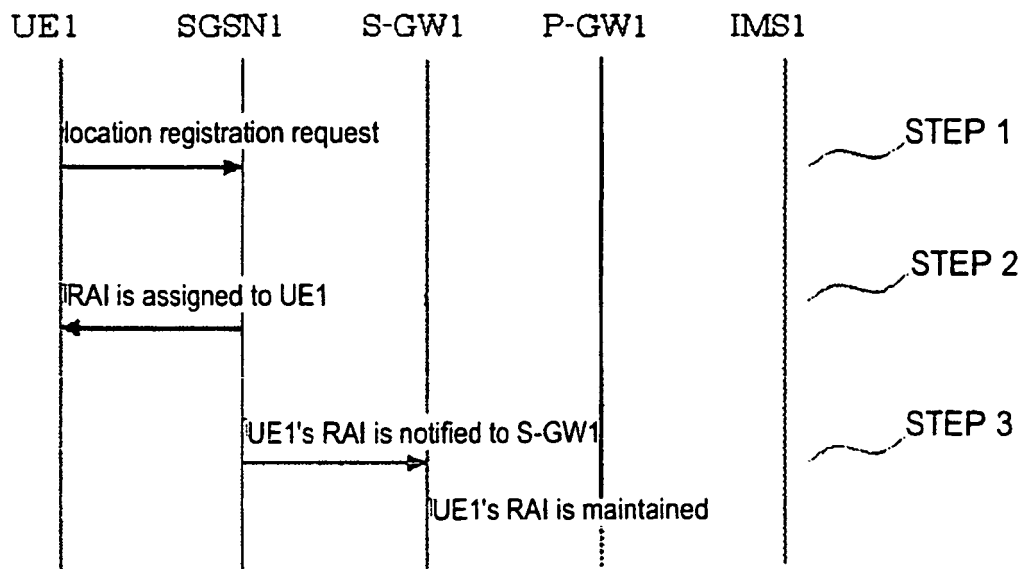 UE1 SGSN1 S-GW1 P-GW1 IMS1
location registration request
STEP 1
RAI is assigned to UE1
STEP 2
UE1's RAI is notified to S-GW1
STEP 3
UE1's RAI is maintained